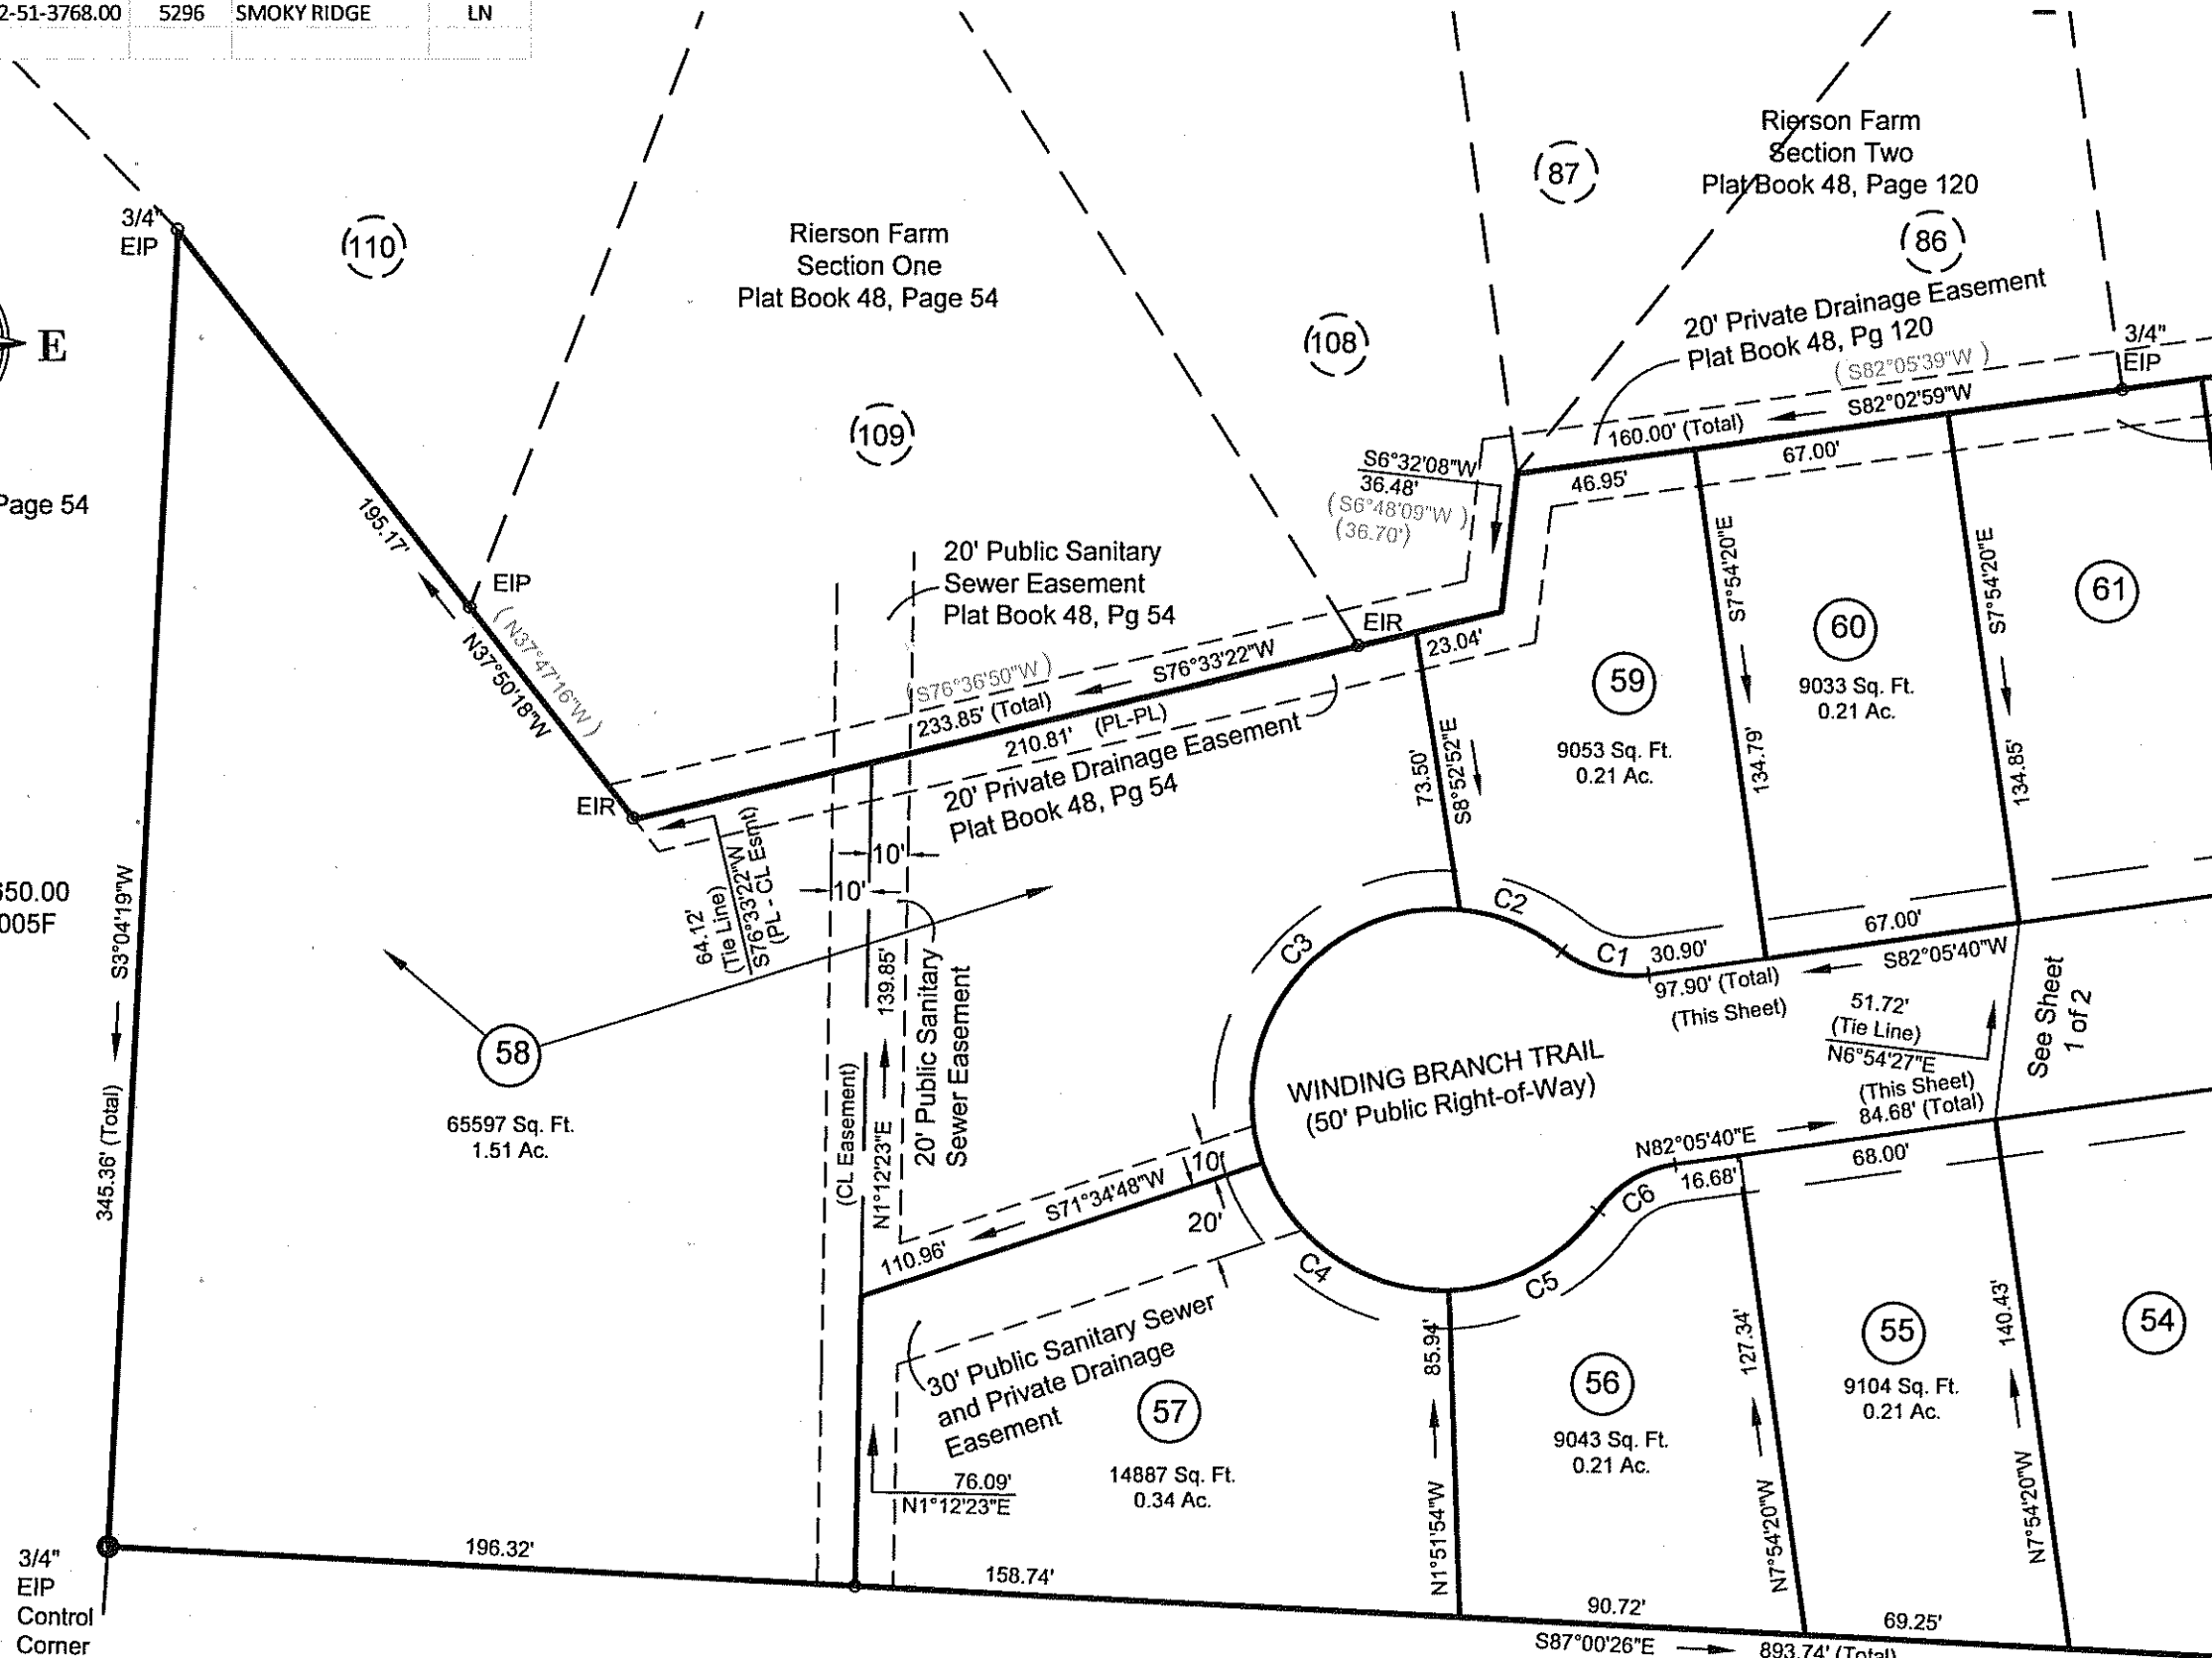 2-51-3768.00 5296 SMOKY RIDGE LN
3/4"
EIP
110
E
Page 54
Rierson Farm
Section One
Plat Book 48, Page 54
109
108
87
Rierson Farm
Section Two
Plat Book 48, Page 120
86
20' Private Drainage Easement
Plat Book 48, Pg 120
(S82°05'39"W)
S82°02'59"W
3/4"
EIP
160.00' (Total)
67.00'
46.95'
S6°32'08"W
36.48'
(S6°48'09"W)
(36.70')
195.17'
EIP
(N37°47'16"W)
N37°50'18"W
20' Public Sanitary
Sewer Easement
Plat Book 48, Pg 54
EIR
23.04'
(S76°36'50"W)
S76°33'22"W
233.85' (Total)
210.81' (PL-PL)
20' Private Drainage Easement
Plat Book 48, Pg 54
EIR
64.12'
(Tie Line)
S76°33'22"W
(PL - CL Esmt)
10'
10'
S7°54'20"E
134.79'
S7°54'20"E
134.85'
59
9053 Sq. Ft.
0.21 Ac.
60
9033 Sq. Ft.
0.21 Ac.
61
73.50'
S8°52'52"E
650.00
005F
S3°04'19"W
345.36' (Total)
58
65597 Sq. Ft.
1.51 Ac.
(CL Easement)
139.85'
N1°12'23"E
20' Public Sanitary
Sewer Easement
C3
C2
C1
30.90'
67.00'
S82°05'40"W
97.90' (Total)
(This Sheet)
51.72'
(Tie Line)
N6°54'27"E
See Sheet
1 of 2
WINDING BRANCH TRAIL
(50' Public Right-of-Way)
(This Sheet)
84.68' (Total)
N82°05'40"E
68.00'
16.68'
C6
C5
C4
10'
20'
S71°34'48"W
110.96'
30' Public Sanitary Sewer
and Private Drainage
Easement
57
14887 Sq. Ft.
0.34 Ac.
76.09'
N1°12'23"E
85.94'
N1°51'54"W
56
9043 Sq. Ft.
0.21 Ac.
127.34'
N7°54'20"W
55
9104 Sq. Ft.
0.21 Ac.
140.43'
N7°54'20"W
54
3/4"
EIP
Control
Corner
196.32'
158.74'
90.72'
69.25'
S87°00'26"E
893.74' (Total)